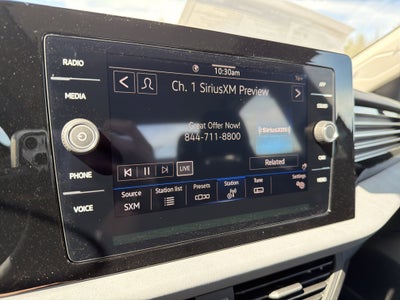 RADIO
10:30am
MEDIA
Ch. 1 SiriusXM Preview
Great Offer Now!
844-711-8800
SiriusXM
Related
LIVE
PHONE
Source
Station list
Presets
Station
Tune
Settings
SXM
VOICE